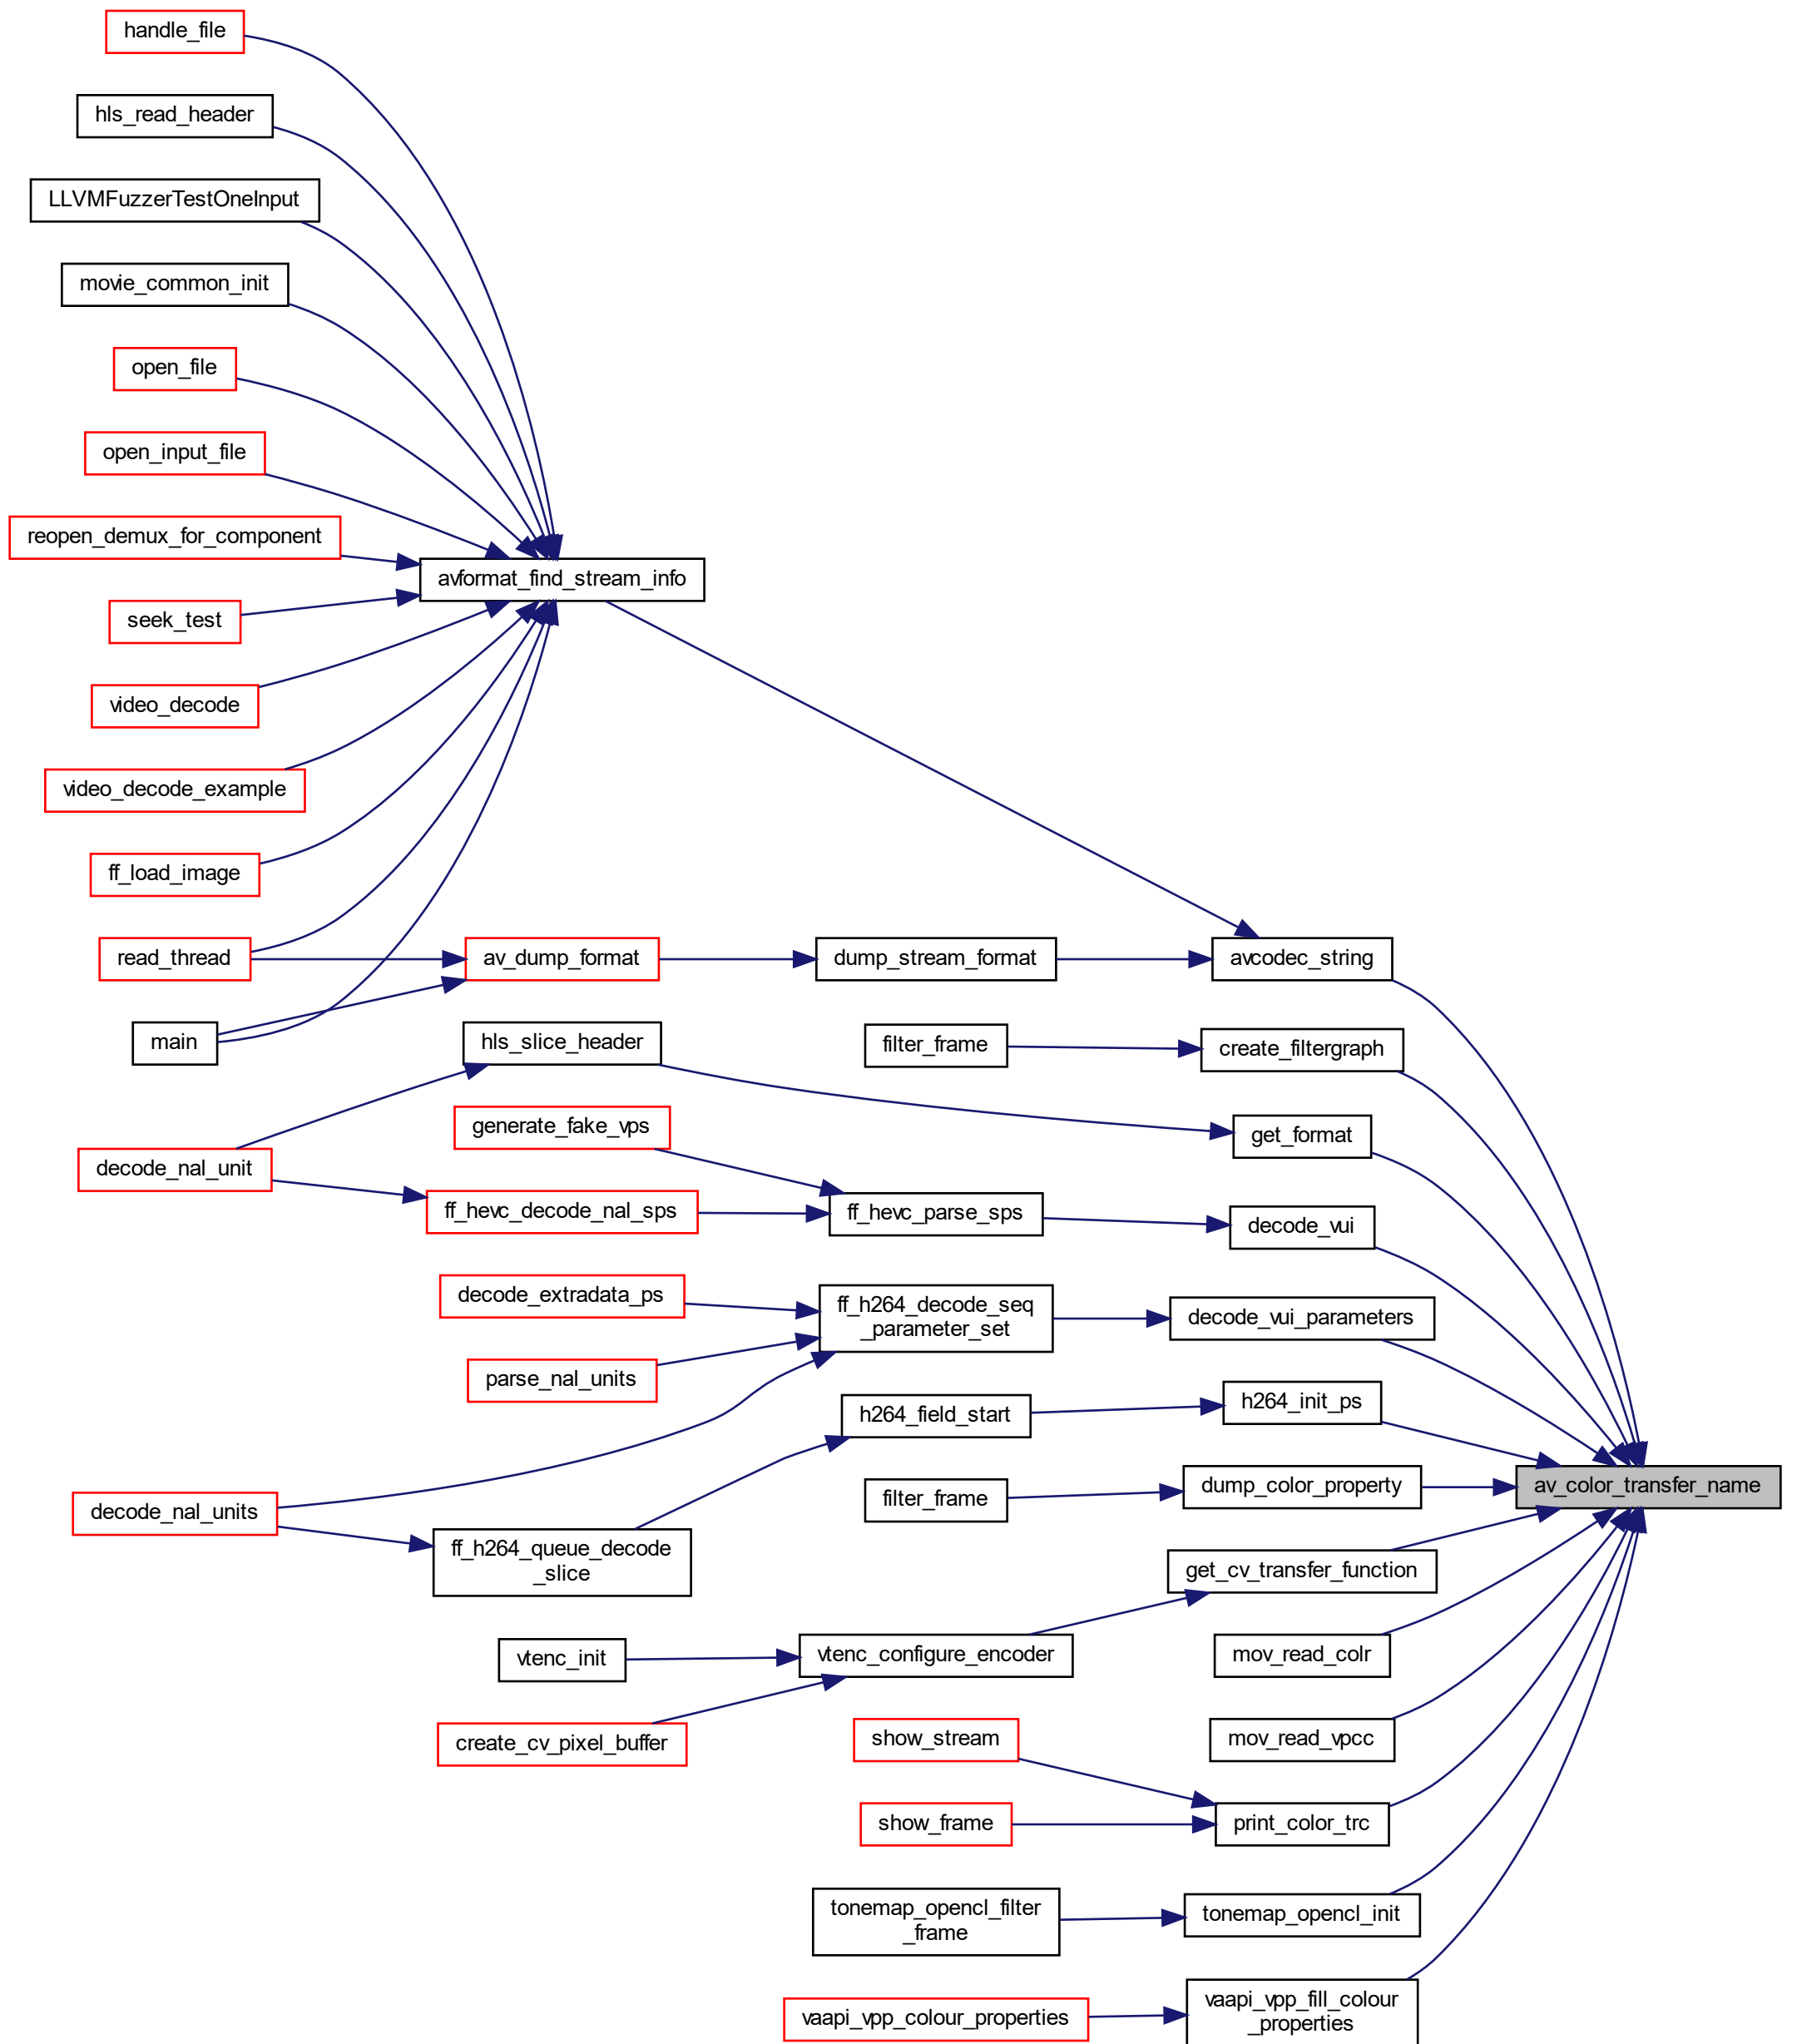 handle_file
hls_read_header
LLVMFuzzerTestOneInput
movie_common_init
open_file
open_input_file
reopen_demux_for_component
avformat_find_stream_info
seek_test
video_decode
video_decode_example
ff_load_image
read_thread
av_dump_format
dump_stream_format
avcodec_string
main
hls_slice_header
filter_frame
create_filtergraph
generate_fake_vps
get_format
decode_nal_unit
ff_hevc_decode_nal_sps
ff_hevc_parse_sps
decode_vui
decode_extradata_ps
ff_h264_decode_seq
_parameter_set
decode_vui_parameters
parse_nal_units
h264_field_start
h264_init_ps
decode_nal_units
ff_h264_queue_decode
_slice
filter_frame
dump_color_property
av_color_transfer_name
get_cv_transfer_function
vtenc_init
vtenc_configure_encoder
mov_read_colr
create_cv_pixel_buffer
show_stream
mov_read_vpcc
show_frame
print_color_trc
tonemap_opencl_filter
_frame
tonemap_opencl_init
vaapi_vpp_colour_properties
vaapi_vpp_fill_colour
_properties